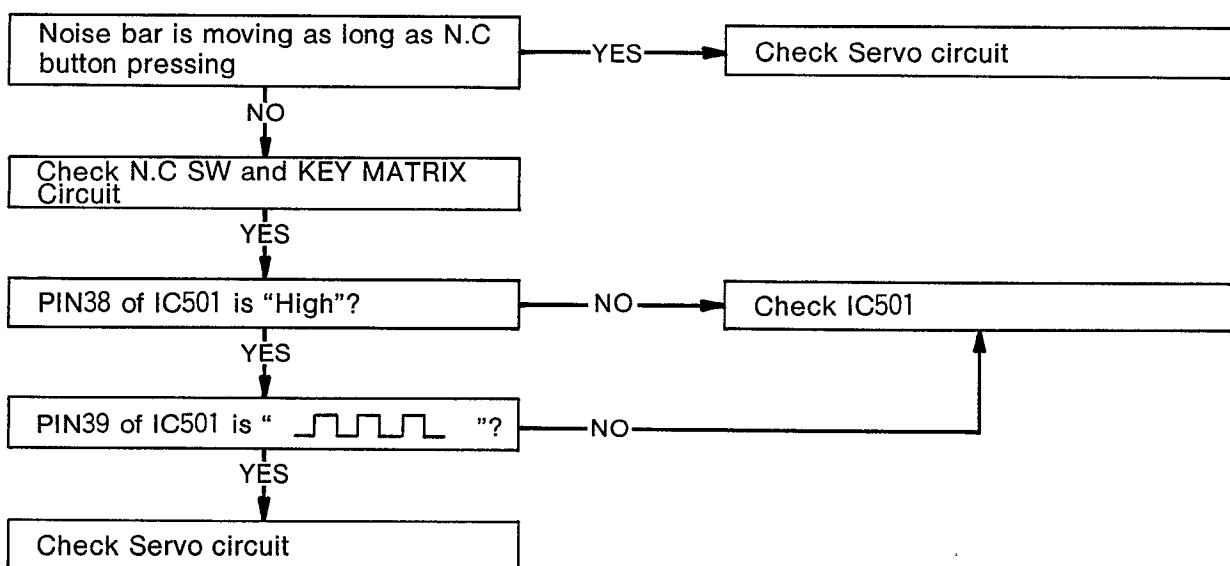 Noise bar is moving as long as N.C
button pressing
YES
Check Servo circuit
NO
Check N.C SW and KEY MATRIX
Circuit
YES
PIN38 of IC501 is “High”?
NO
Check IC501
YES
PIN39 of IC501 is “ ”?
NO
YES
Check Servo circuit